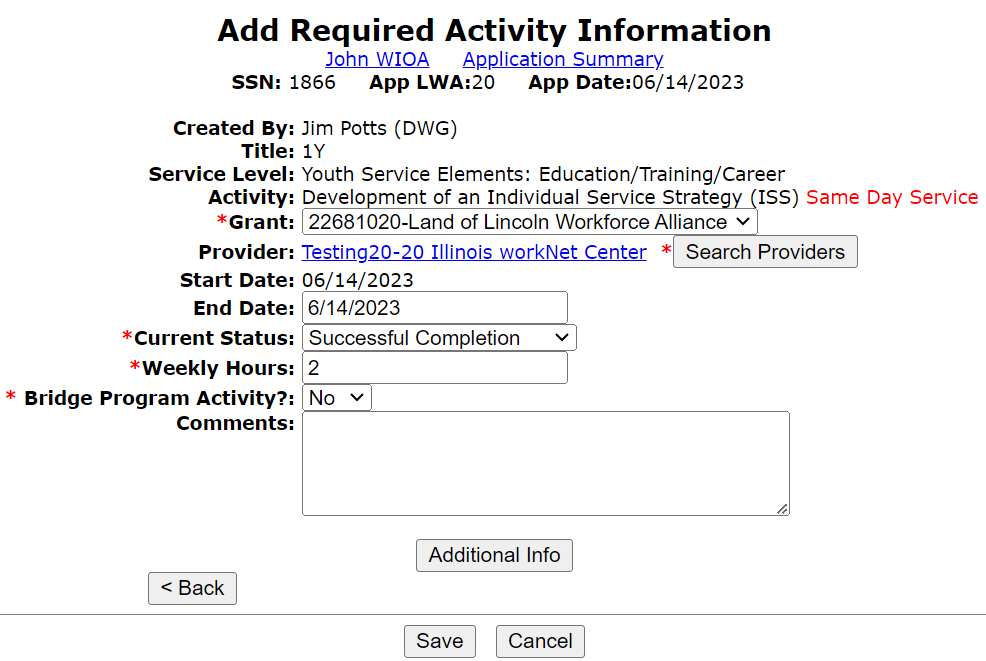 Add Required Activity Information
John WIOA Application Summary
SSN: 1866 App LWA:20 App Date:06/14/2023
Created By: Jim Potts (DWG)
Title: 1Y
Service Level: Youth Service Elements: Education/Training/Career
Activity: Development of an Individual Service Strategy (ISS) Same Day Service
*Grant: 22681020-Land of Lincoln Workforce Alliance
Provider: Testing20-20 Illinois workNet Center * Search Providers
Start Date: 06/14/2023
End Date: 6/14/2023
*Current Status: Successful Completion
*Weekly Hours: 2
* Bridge Program Activity?: No
Comments:
Additional Info
< Back
Save Cancel